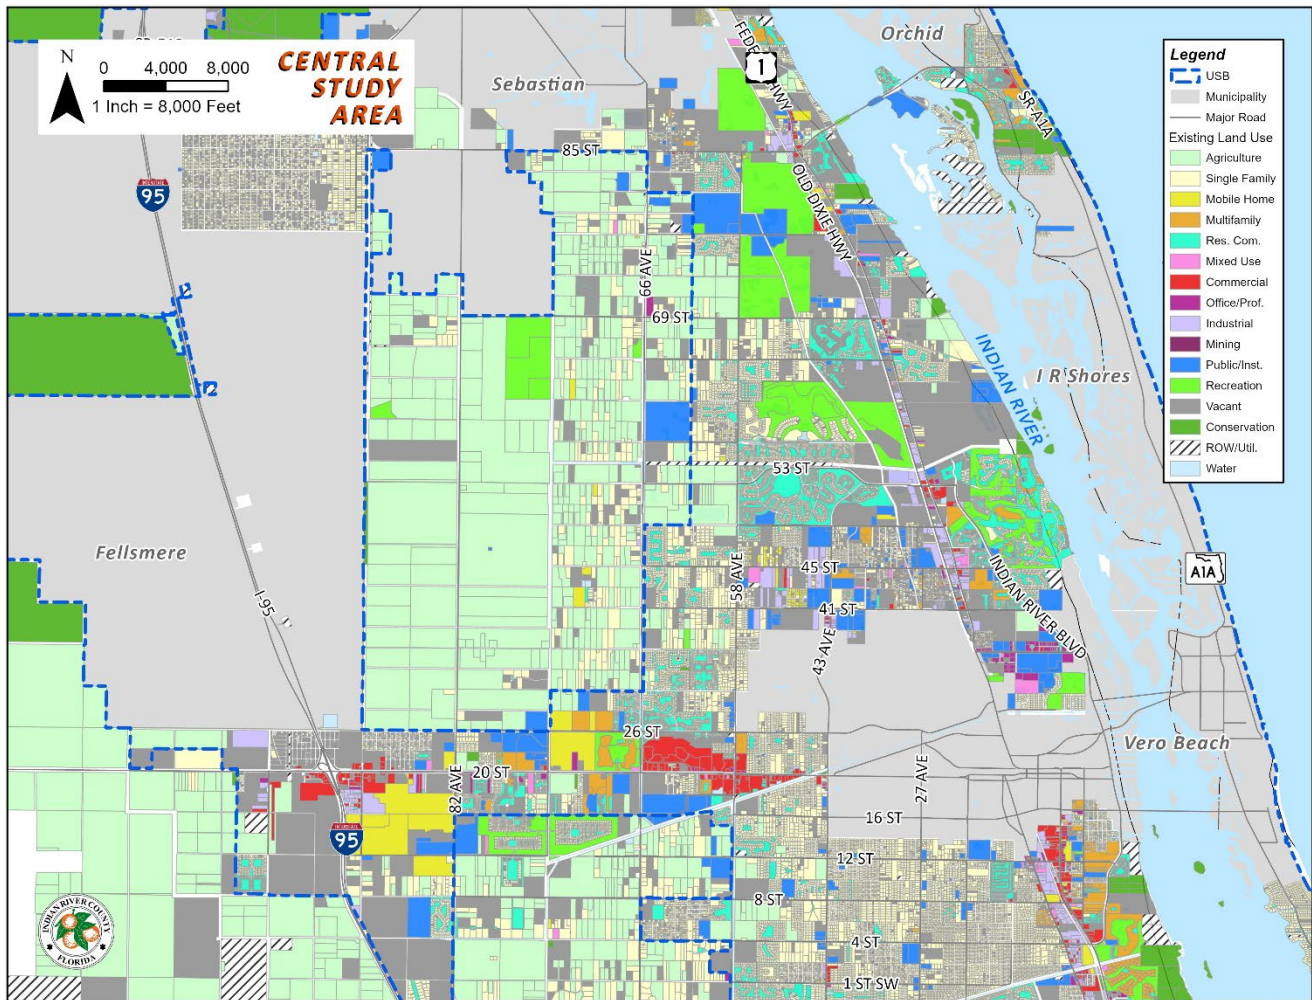 N
0 4,000 8,000
1 Inch = 8,000 Feet
CENTRAL
STUDY
AREA
Sebastian
Orchid
FEDERAL HWY
1
SR-A1A
85 ST
95
OLD DIXIE HWY
66 AVE
69 ST
INDIAN RIVER
I R Shores
53 ST
Fellsmere
I-95
58 AVE
45 ST
41 ST
43 AVE
INDIAN RIVER BLVD
A1A
26 ST
Vero Beach
20 ST
82 AVE
27 AVE
16 ST
95
12 ST
8 ST
4 ST
1 ST SW
INDIAN RIVER COUNTY
FLORIDA
Legend
USB
Municipality
Major Road
Existing Land Use
Agriculture
Single Family
Mobile Home
Multifamily
Res. Com.
Mixed Use
Commercial
Office/Prof.
Industrial
Mining
Public/Inst.
Recreation
Vacant
Conservation
ROW/Util.
Water